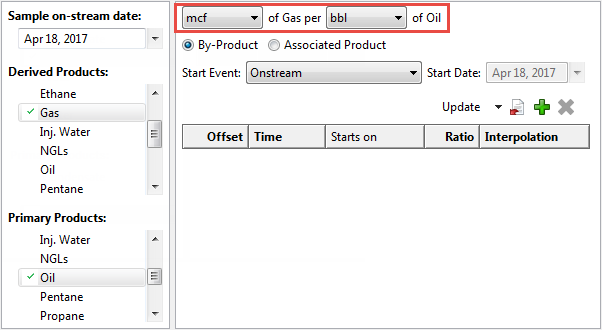 Sample on-stream date:
Apr 18, 2017
Derived Products:
Ethane
Gas
Inj. Water
NGLs
Oil
Pentane
Primary Products:
Inj. Water
NGLs
Oil
Pentane
Propane
mcf of Gas per bbl of Oil
By-Product Associated Product
Start Event: Onstream Start Date: Apr 18, 2017
Update
Offset Time Starts on Ratio Interpolation